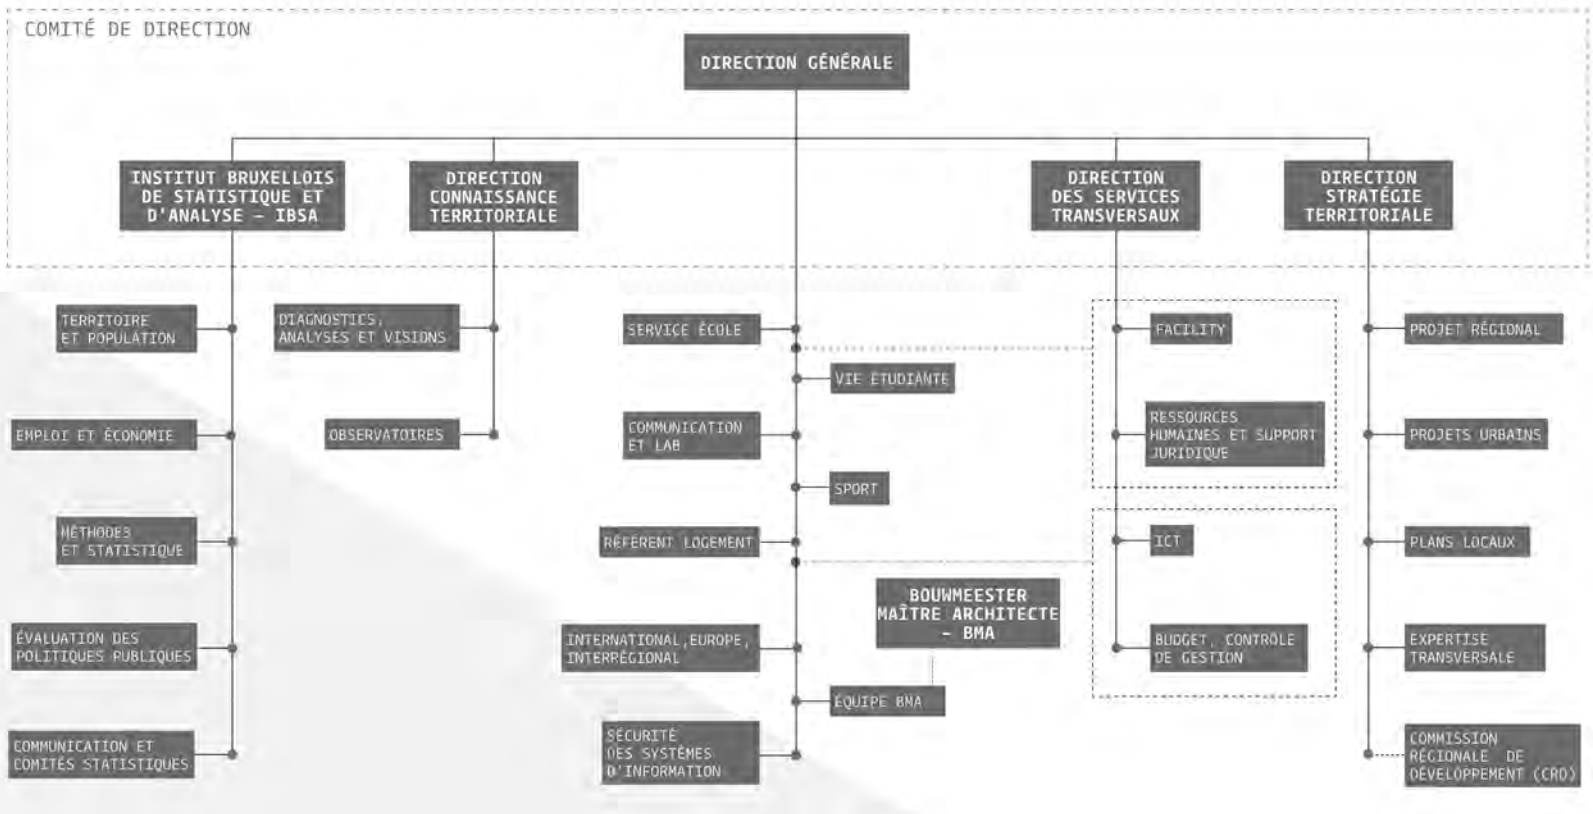 COMITÉ DE DIRECTION
DIRECTION GÉNÉRALE
INSTITUT BRUXELLOIS
DE STATISTIQUE ET
D'ANALYSE – IBSA
DIRECTION
CONNAISSANCE
TERRITORIALE
DIRECTION
DES SERVICES
TRANSVERSAUX
DIRECTION
STRATÉGIE
TERRITORIALE
TERRITOIRE
ET POPULATION
EMPLOI ET ÉCONOMIE
MÉTHODES
ET STATISTIQUE
ÉVALUATION DES
POLITIQUES PUBLIQUES
COMMUNICATION ET
COMITÉS STATISTIQUES
DIAGNOSTICS,
ANALYSES ET VISIONS
OBSERVATOIRES
SERVICE ÉCOLE
VIE ÉTUDIANTE
COMMUNICATION
ET LAB
SPORT
RÉFÉRENT LOGEMENT
INTERNATIONAL,EUROPE,
INTERRÉGIONAL
BOUWMEESTER
MAÎTRE ARCHITECTE
– BMA
ÉQUIPE BMA
SÉCURITÉ
DES SYSTÈMES
D'INFORMATION
FACILITY
RESSOURCES
HUMAINES ET SUPPORT
JURIDIQUE
ICT
BUDGET, CONTRÔLE
DE GESTION
PROJET RÉGIONAL
PROJETS URBAINS
PLANS LOCAUX
EXPERTISE
TRANSVERSALE
COMMISSION
RÉGIONALE DE
DÉVELOPPEMENT (CRD)